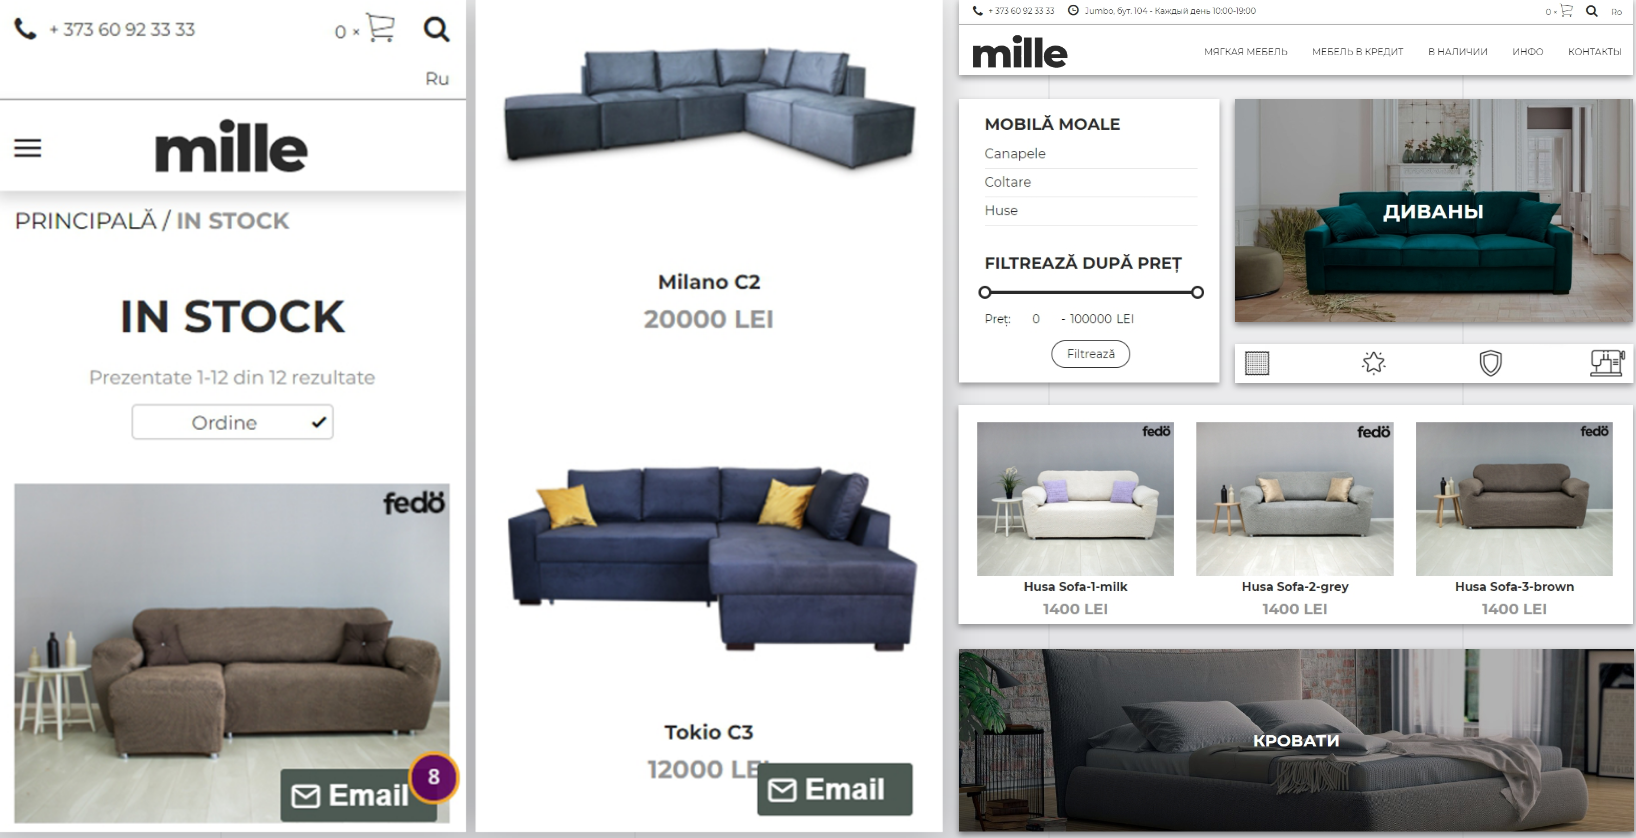 + 373 60 92 33 33
0 ×
Ru
mille
PRINCIPALĂ / IN STOCK
IN STOCK
Prezentate 1-12 din 12 rezultate
Ordine
fedö
Email
8
Milano C2
20000 LEI
Tokio C3
12000 LE
Email
+ 373 60 92 33 33
Jumbo, бут. 104 - Каждый день 10:00-19:00
0 ×
Ro
mille
МЯГКАЯ МЕБЕЛЬ
МЕБЕЛЬ В КРЕДИТ
В НАЛИЧИИ
ИНФО
КОНТАКТЫ
MOBILĂ MOALE
Canapele
Coltare
Huse
FILTREAZĂ DUPĂ PREȚ
Preț: 0 - 100000 LEI
Filtrează
ДИВАНЫ
fedö
fedö
fedö
Husa Sofa-1-milk
1400 LEI
Husa Sofa-2-grey
1400 LEI
Husa Sofa-3-brown
1400 LEI
КРОВАТИ